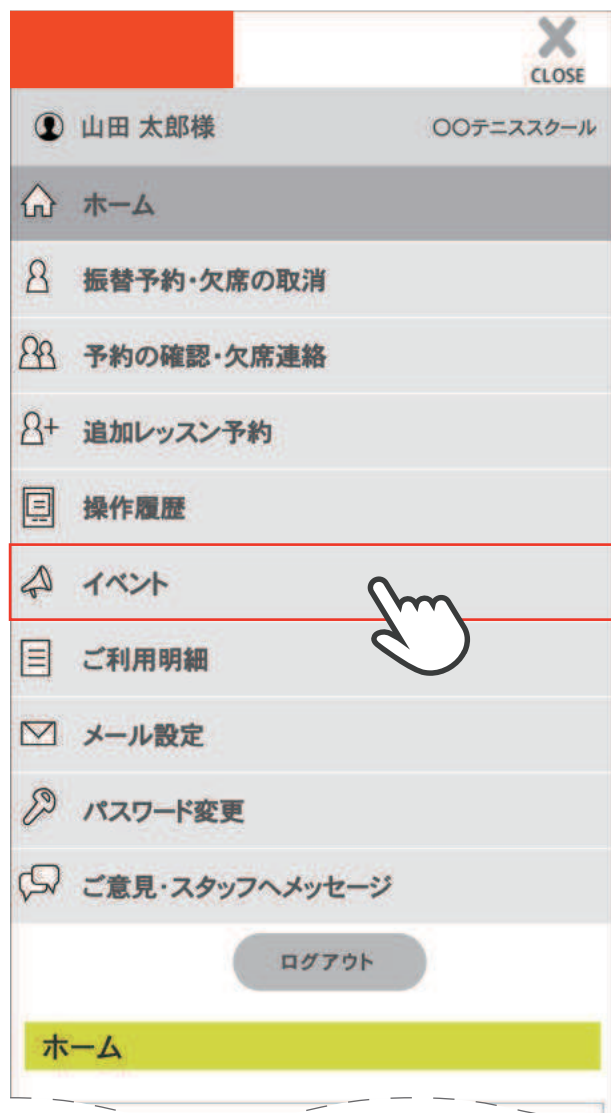 CLOSE
山田 太郎様 〇〇テニススクール
ホーム
振替予約・欠席の取消
予約の確認・欠席連絡
追加レッスン予約
操作履歴
イベント
ご利用明細
メール設定
パスワード変更
ご意見・スタッフへメッセージ
ログアウト
ホーム